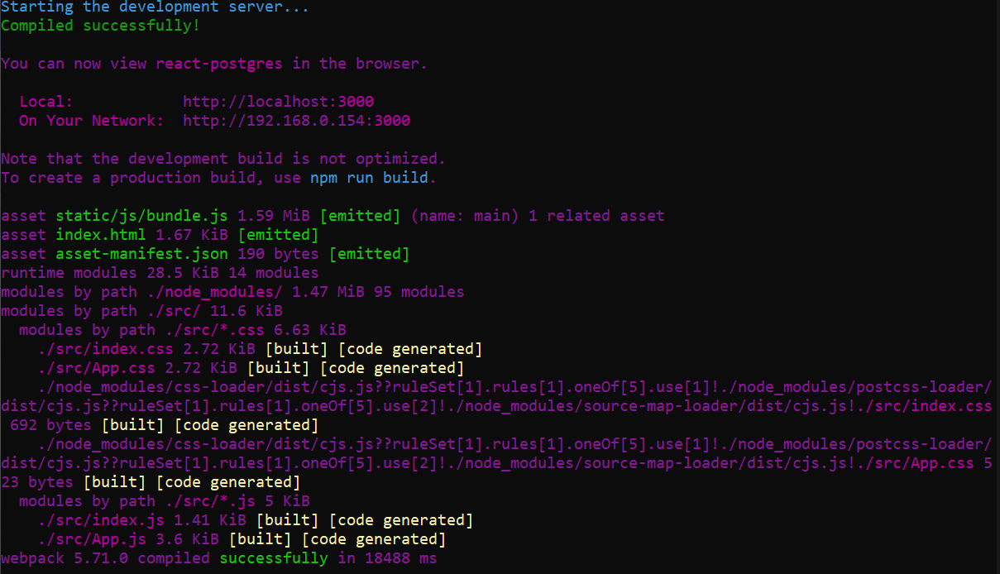 Starting the development server...
Compiled successfully!
You can now view react-postgres in the browser.
Local: http://localhost:3000
On Your Network: http://192.168.0.154:3000
Note that the development build is not optimized.
To create a production build, use npm run build.
asset static/js/bundle.js 1.59 MiB [emitted] (name: main) 1 related asset
asset index.html 1.67 KiB [emitted]
asset asset-manifest.json 190 bytes [emitted]
runtime modules 28.5 KiB 14 modules
modules by path ./node_modules/ 1.47 MiB 95 modules
modules by path ./src/ 11.6 KiB
modules by path ./src/*.css 6.63 KiB
./src/index.css 2.72 KiB [built] [code generated]
./src/App.css 2.72 KiB [built] [code generated]
./node_modules/css-loader/dist/cjs.js??ruleSet[1].rules[1].oneOf[5].use[1]!./node_modules/postcss-loader/
dist/cjs.js??ruleSet[1].rules[1].oneOf[5].use[2]!./node_modules/source-map-loader/dist/cjs.js!./src/index.css
692 bytes [built] [code generated]
./node_modules/css-loader/dist/cjs.js??ruleSet[1].rules[1].oneOf[5].use[1]!./node_modules/postcss-loader/
dist/cjs.js??ruleSet[1].rules[1].oneOf[5].use[2]!./node_modules/source-map-loader/dist/cjs.js!./src/App.css 5
23 bytes [built] [code generated]
modules by path ./src/*.js 5 KiB
./src/index.js 1.41 KiB [built] [code generated]
./src/App.js 3.6 KiB [built] [code generated]
webpack 5.71.0 compiled successfully in 18488 ms